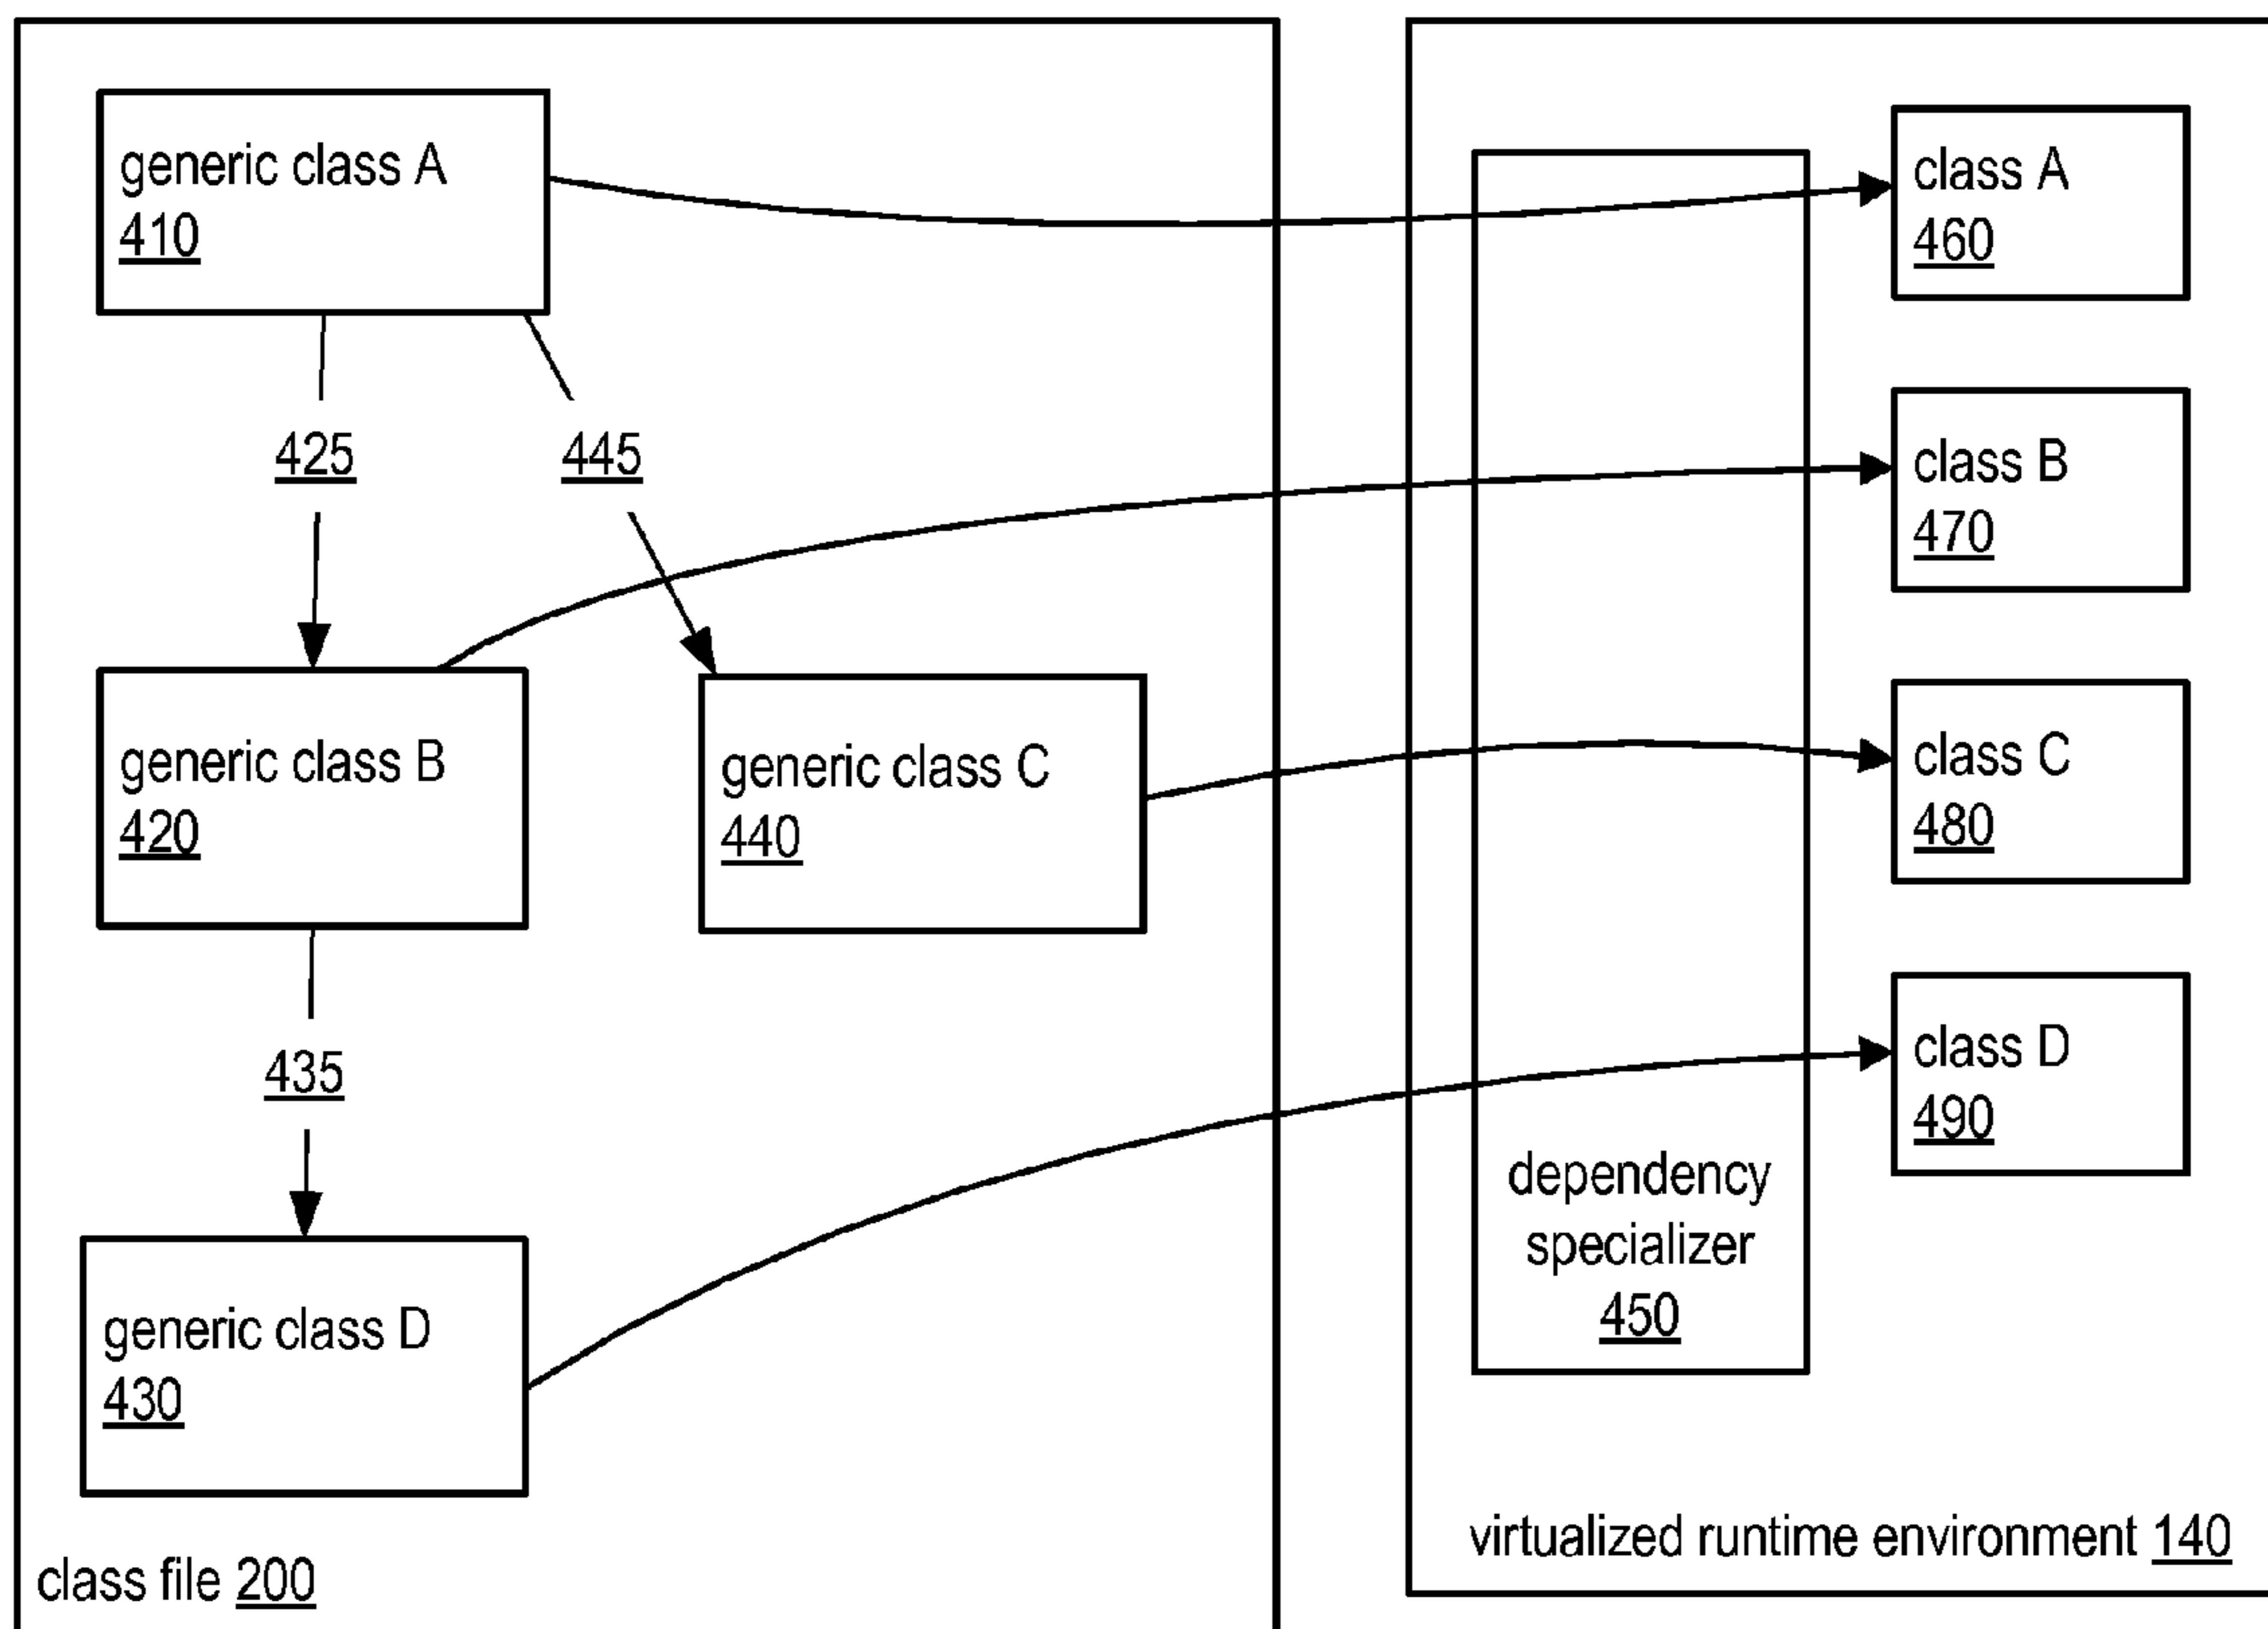 generic class A
410
425
445
generic class B
420
generic class C
440
435
generic class D
430
class file 200
class A
460
class B
470
class C
480
class D
490
dependency
specializer
450
virtualized runtime environment 140